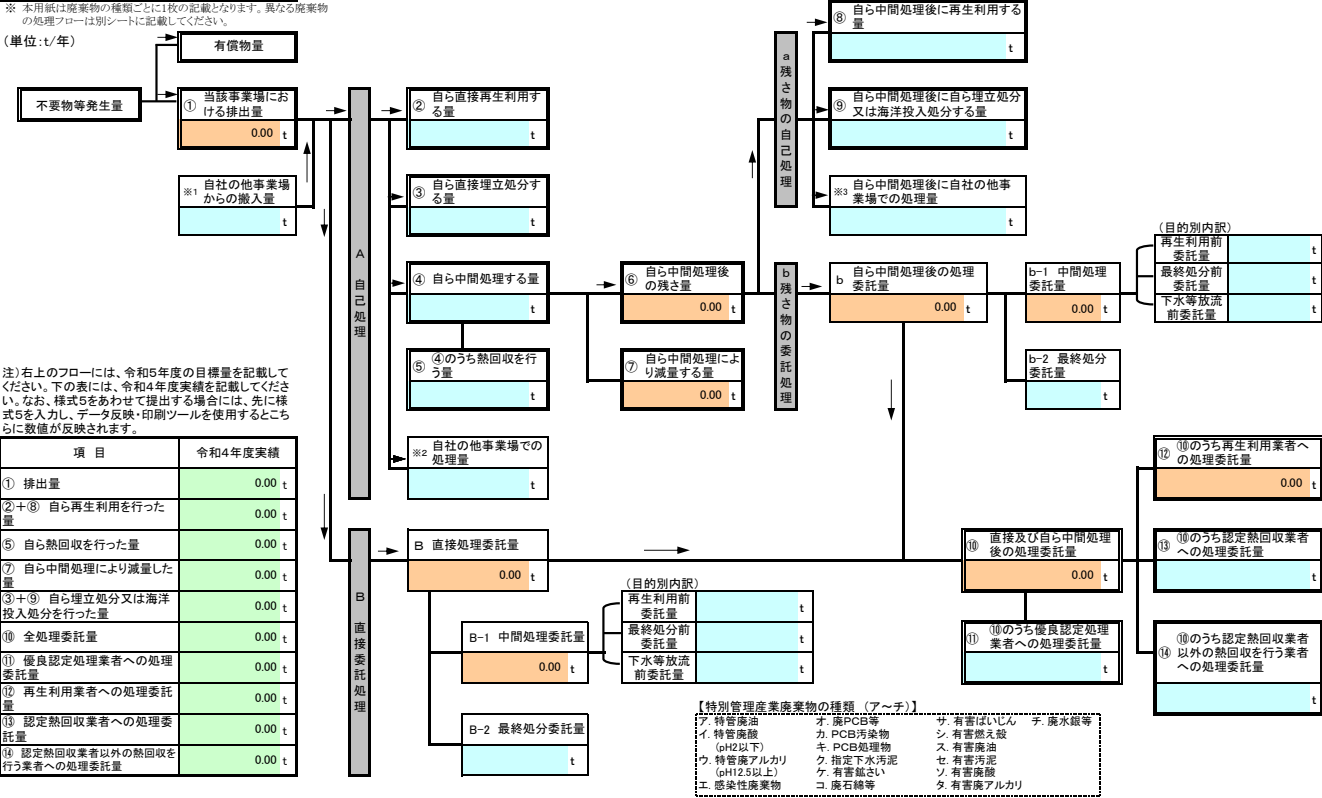 ※ 本用紙は廃棄物の種類ごとに1枚の記載となります。異なる廃棄物
の処理フローは別シートに記載してください。
(単位:t/年)
有償物量
不要物等発生量
① 当該事業場にお
ける排出量
0.00 t
※1 自社の他事業場
からの搬入量
t
A 自己処理
② 自ら直接再生利用す
る量
t
③ 自ら直接埋立処分す
る量
t
④ 自ら中間処理する量
t
⑤ ④のうち熱回収を行
う量
t
※2 自社の他事業場での
処理量
t
⑥ 自ら中間処理後
の残さ量
0.00 t
⑦ 自ら中間処理によ
り減量する量
0.00 t
a 残さ物の自己処理
⑧ 自ら中間処理後に再生利用する
量
t
⑨ 自ら中間処理後に自ら埋立処分
又は海洋投入処分する量
t
※3 自ら中間処理後に自社の他事
業場での処理量
t
b 残さ物の委託処理
b 自ら中間処理後の処理
委託量
0.00 t
b-1 中間処理
委託量
0.00 t
b-2 最終処分
委託量
t
(目的別内訳)
再生利用前
委託量
t
最終処分前
委託量
t
下水等放流
前委託量
t
注)右上のフローには、令和5年度の目標量を記載して
ください。下の表には、令和4年度実績を記載してくださ
い。なお、様式5をあわせて提出する場合には、先に様
式5を入力し、データ反映・印刷ツールを使用するとこち
らに数値が反映されます。
項 目 令和4年度実績
① 排出量 0.00 t
②+⑧ 自ら再生利用を行った
量 0.00 t
⑤ 自ら熱回収を行った量 0.00 t
⑦ 自ら中間処理により減量した
量 0.00 t
③+⑨ 自ら埋立処分又は海洋
投入処分を行った量 0.00 t
⑩ 全処理委託量 0.00 t
⑪ 優良認定処理業者への処理
委託量 0.00 t
⑫ 再生利用業者への処理委託
量 0.00 t
⑬ 認定熱回収業者への処理委
託量 0.00 t
⑭ 認定熱回収業者以外の熱回収を
行う業者への処理委託量 0.00 t
B 直接委託処理
B 直接処理委託量
0.00 t
B-1 中間処理委託量
0.00 t
B-2 最終処分委託量
t
(目的別内訳)
再生利用前
委託量
t
最終処分前
委託量
t
下水等放流
前委託量
t
⑩ 直接及び自ら中間処理
後の処理委託量
0.00 t
⑪ ⑩のうち優良認定処理
業者への処理委託量
t
⑫ ⑩のうち再生利用業者へ
の処理委託量
0.00 t
⑬ ⑩のうち認定熱回収業者
への処理委託量
t
⑭ ⑩のうち認定熱回収業者
以外の熱回収を行う業者
への処理委託量
t
【特別管理産業廃棄物の種類 (ア~チ)】
ア. 特管廃油 オ. 廃PCB等 サ. 有害ばいじん チ. 廃水銀等
イ. 特管廃酸 カ. PCB汚染物 シ. 有害燃え殻
(pH2以下) キ. PCB処理物 ス. 有害廃油
ウ. 特管廃アルカリ ク. 指定下水汚泥 セ. 有害汚泥
(pH12.5以上) ケ. 有害鉱さい ソ. 有害廃酸
エ. 感染性廃棄物 コ. 廃石綿等 タ. 有害廃アルカリ